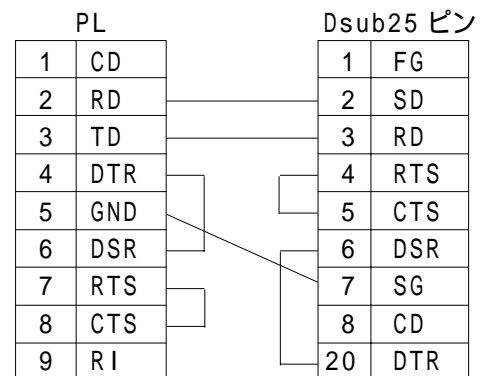 PL Dsub25 ピン
1 CD 1 FG
2 RD 2 SD
3 TD 3 RD
4 DTR 4 RTS
5 GND 5 CTS
6 DSR 6 DSR
7 RTS 7 SG
8 CTS 8 CD
9 RI 20 DTR